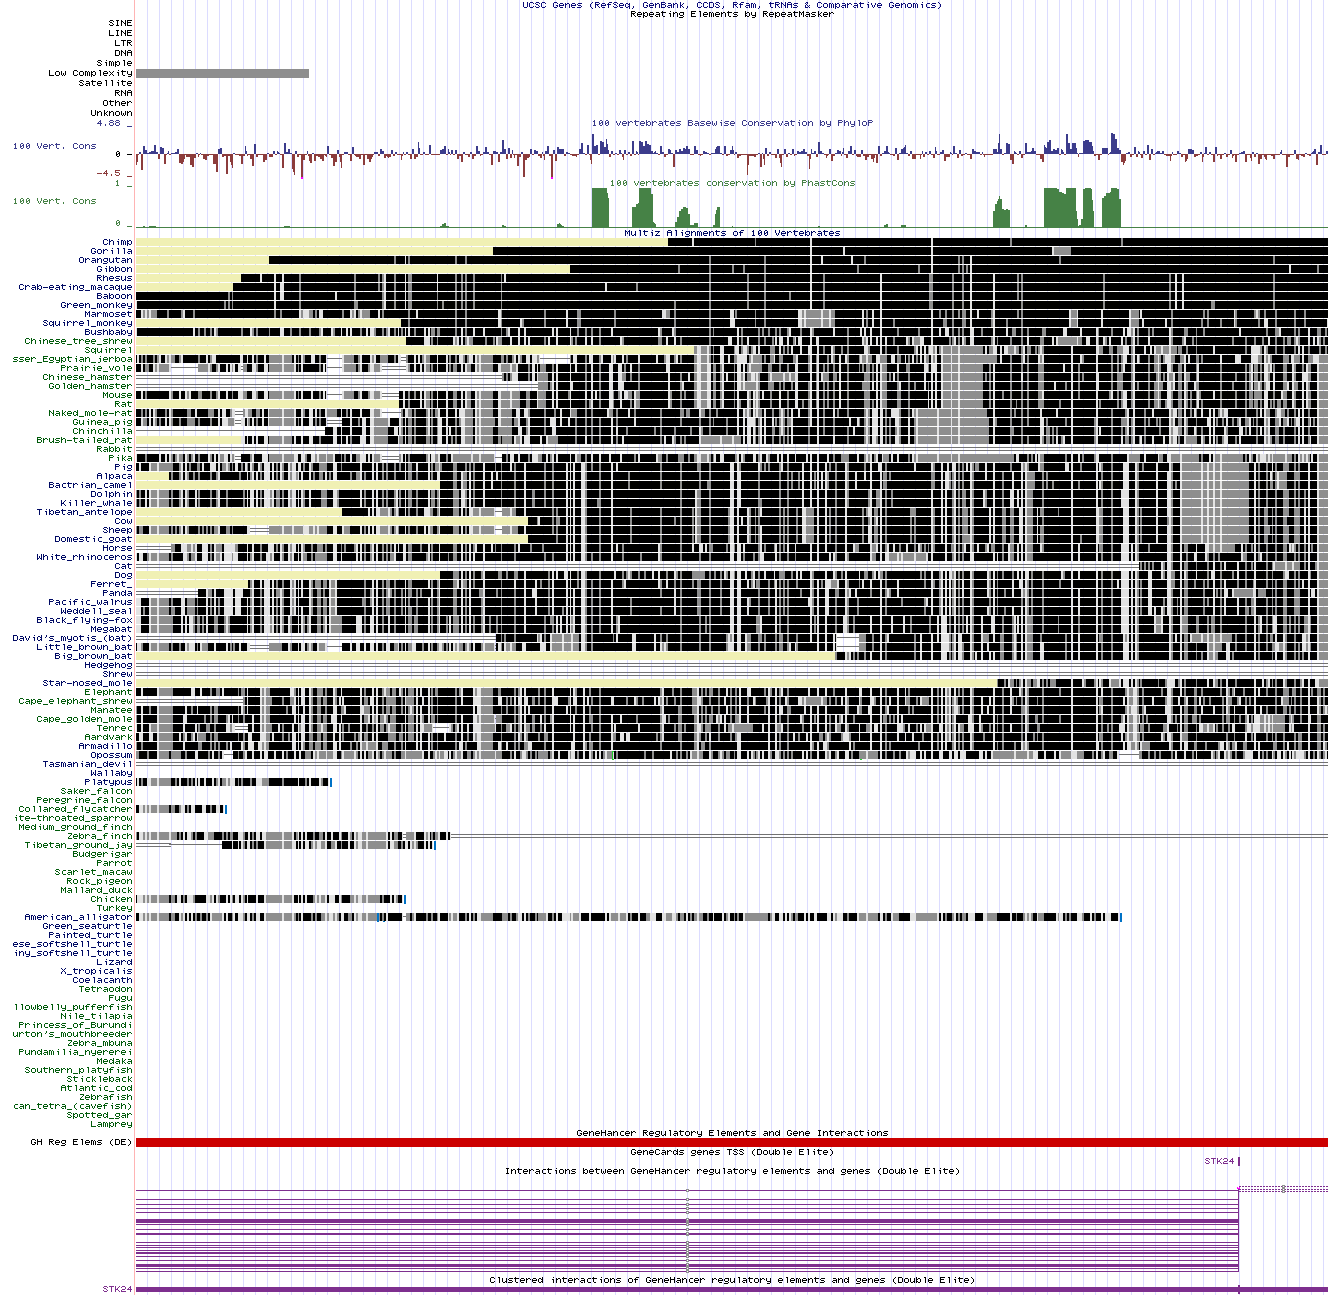 UCSC Genes (RefSeq, GenBank, CCDS, Rfam, tRNAs & Comparative Genomics)
Repeating Elements by RepeatMasker
SINE
LINE
LTR
DNA
Simple
Low Complexity
Satellite
RNA
Other
Unknown
4.88 _
100 vertebrates Basewise Conservation by PhyloP
100 Vert. Cons
0 -
-4.5 _
100 vertebrates conservation by PhastCons
1 _
100 Vert. Cons
0 _
Multiz Alignments of 100 Vertebrates
Chimp
Gorilla
Orangutan
Gibbon
Rhesus
Crab-eating_macaque
Baboon
Green_monkey
Marmoset
Squirrel_monkey
Bushbaby
Chinese_tree_shrew
Squirrel
sser_Egyptian_jerboa
Prairie_vole
Chinese_hamster
Golden_hamster
Mouse
Rat
Naked_mole-rat
Guinea_pig
Chinchilla
Brush-tailed_rat
Rabbit
Pika
Pig
Alpaca
Bactrian_camel
Dolphin
Killer_whale
Tibetan_antelope
Cow
Sheep
Domestic_goat
Horse
White_rhinoceros
Cat
Dog
Ferret_
Panda
Pacific_walrus
Weddell_seal
Black_flying-fox
Megabat
David's_myotis_(bat)
Little_brown_bat
Big_brown_bat
Hedgehog
Shrew
Star-nosed_mole
Elephant
Cape_elephant_shrew
Manatee
Cape_golden_mole
Tenrec
Aardvark
Armadillo
Opossum
Tasmanian_devil
Wallaby
Platypus
Saker_falcon
Peregrine_falcon
Collared_flycatcher
ite-throated_sparrow
Medium_ground_finch
Zebra_finch
Tibetan_ground_jay
Budgerigar
Parrot
Scarlet_macaw
Rock_pigeon
Mallard_duck
Chicken
Turkey
American_alligator
Green_seaturtle
Painted_turtle
ese_softshell_turtle
iny_softshell_turtle
Lizard
X_tropicalis
Coelacanth
Tetraodon
Fugu
llowbelly_pufferfish
Nile_tilapia
Princess_of_Burundi
urton's_mouthbreeder
Zebra_mbuna
Pundamilia_nyererei
Medaka
Southern_platyfish
Stickleback
Atlantic_cod
Zebrafish
can_tetra_(cavefish)
Spotted_gar
Lamprey
GeneHancer Regulatory Elements and Gene Interactions
GH Reg Elems (DE)
GeneCards genes TSS (Double Elite)
STK24
Interactions between GeneHancer regulatory elements and genes (Double Elite)
Clustered interactions of GeneHancer regulatory elements and genes (Double Elite)
STK24